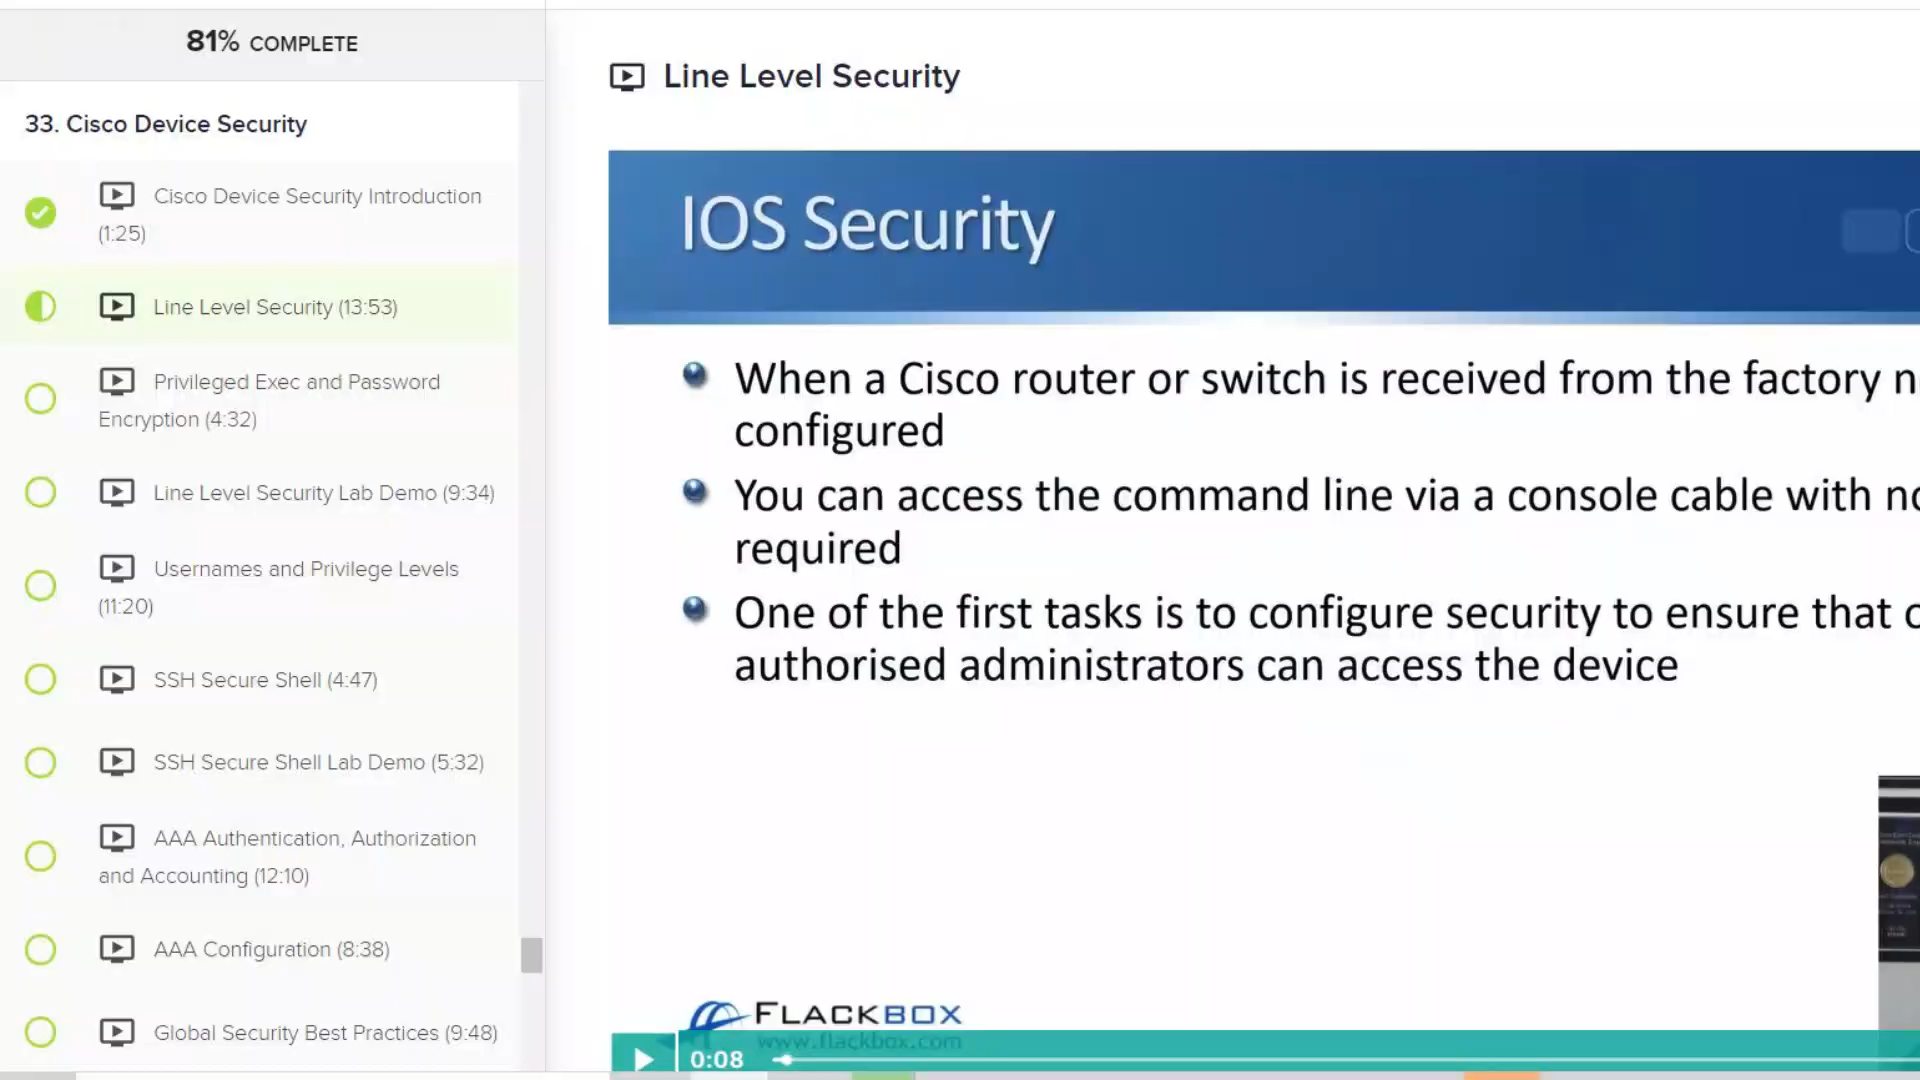 81% COMPLETE
33. Cisco Device Security
Cisco Device Security Introduction
(1:25)
Line Level Security (13:53)
Privileged Exec and Password
Encryption (4:32)
Line Level Security Lab Demo (9:34)
Usernames and Privilege Levels
(11:20)
SSH Secure Shell (4:47)
SSH Secure Shell Lab Demo (5:32)
AAA Authentication, Authorization
and Accounting (12:10)
AAA Configuration (8:38)
Global Security Best Practices (9:48)
Line Level Security
IOS Security
When a Cisco router or switch is received from the factory
configured
You can access the command line via a console cable with
required
One of the first tasks is to configure security to ensure that
authorised administrators can access the device
FLACKBOX
www.flackbox.com
0:08